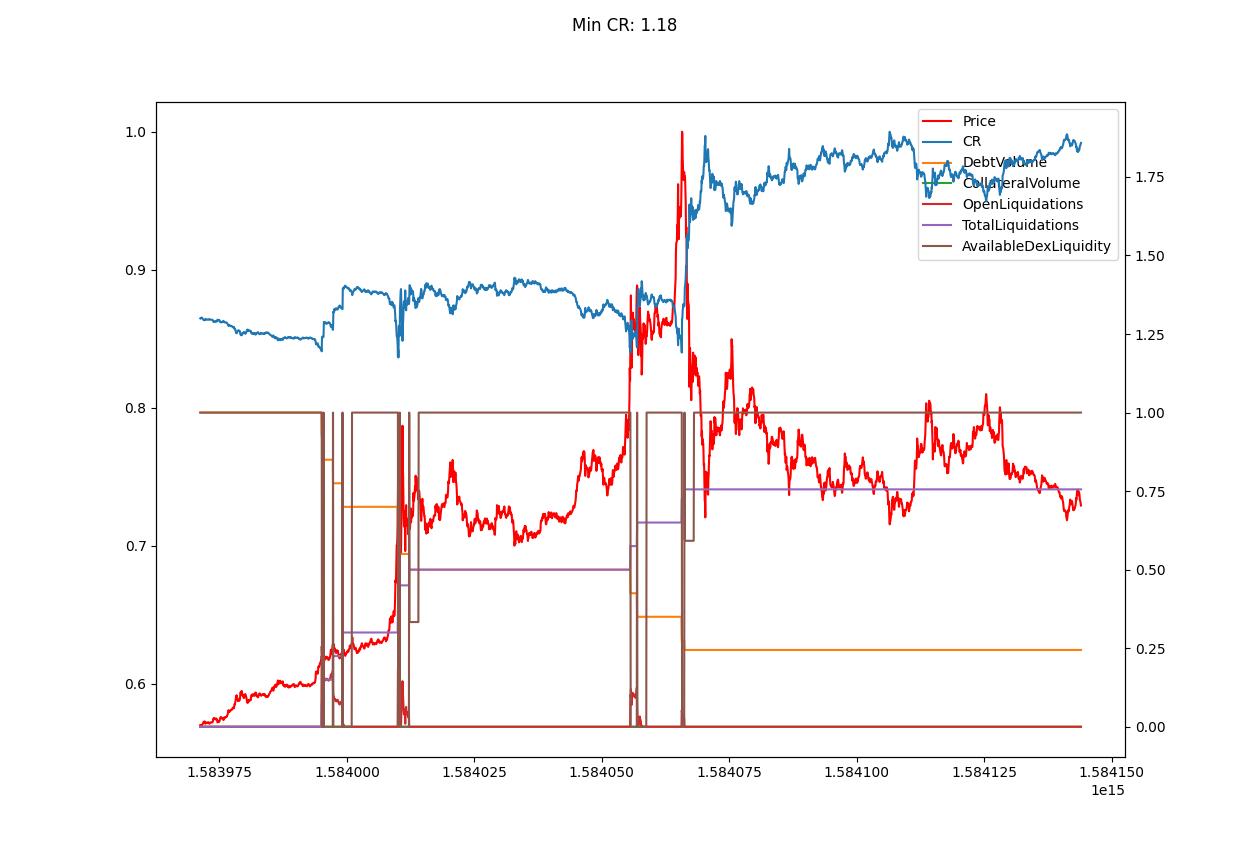 Min CR: 1.18
1.0
0.9
0.8
0.7
0.6
Price
CR
DebtVolume
CollateralVolume
OpenLiquidations
TotalLiquidations
AvailableDexLiquidity
1.75
1.50
1.25
1.00
0.75
0.50
0.25
0.00
1.583975 1.584000 1.584025 1.584050 1.584075 1.584100 1.584125 1.584150
1e15